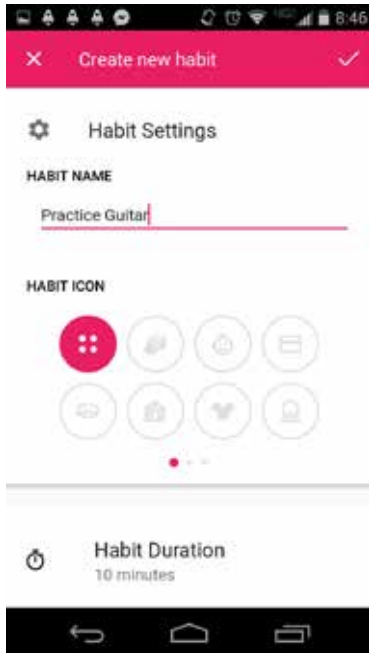 8:46
Create new habit
Habit Settings
HABIT NAME
Practice Guitar
HABIT ICON
Habit Duration
10 minutes